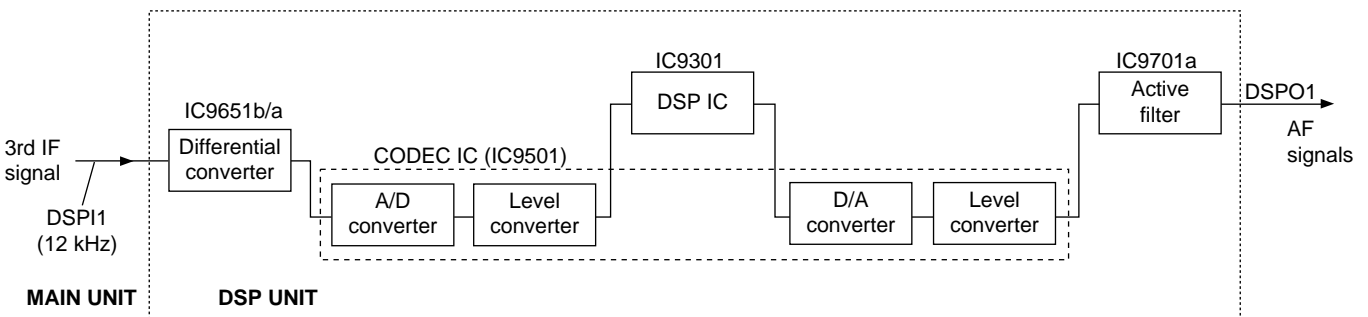 IC9301
IC9701a
DSP IC
Active
filter
DSPO1
AF
signals
IC9651b/a
3rd IF
signal
Differential
converter
CODEC IC (IC9501)
A/D
converter
Level
converter
D/A
converter
Level
converter
DSPI1
(12 kHz)
MAIN UNIT
DSP UNIT